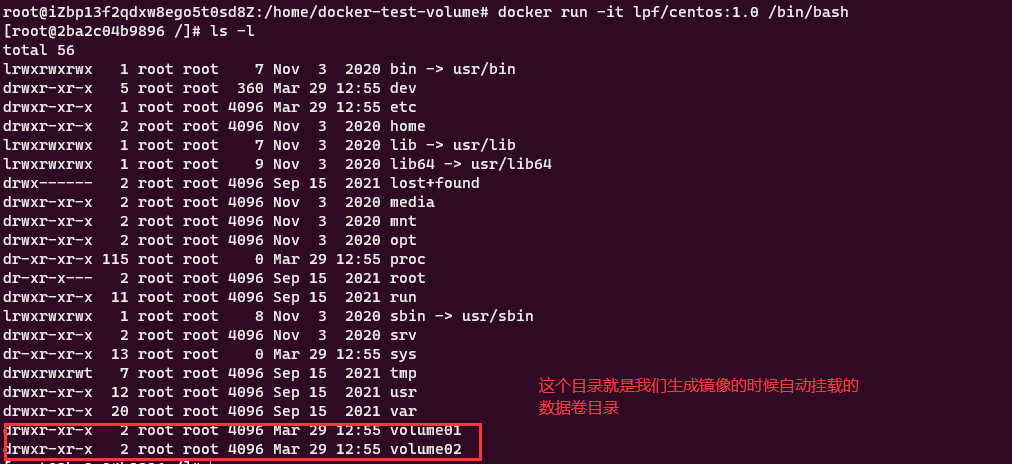 root@iZbp13f2qdxw8ego5t0sd8Z:/home/docker-test-volume# docker run -it lpf/centos:1.0 /bin/bash
[root@2ba2c04b9896 /]# ls -l
total 56
lrwxrwxrwx   1 root root    7 Nov  3  2020 bin -> usr/bin
drwxr-xr-x   5 root root  360 Mar 29 12:55 dev
drwxr-xr-x   1 root root 4096 Mar 29 12:55 etc
drwxr-xr-x   2 root root 4096 Nov  3  2020 home
lrwxrwxrwx   1 root root    7 Nov  3  2020 lib -> usr/lib
lrwxrwxrwx   1 root root    9 Nov  3  2020 lib64 -> usr/lib64
drwx------   2 root root 4096 Sep 15  2021 lost+found
drwxr-xr-x   2 root root 4096 Nov  3  2020 media
drwxr-xr-x   2 root root 4096 Nov  3  2020 mnt
drwxr-xr-x   2 root root 4096 Nov  3  2020 opt
dr-xr-xr-x 115 root root    0 Mar 29 12:55 proc
dr-xr-x---   2 root root 4096 Sep 15  2021 root
drwxr-xr-x  11 root root 4096 Sep 15  2021 run
lrwxrwxrwx   1 root root    8 Nov  3  2020 sbin -> usr/sbin
drwxr-xr-x   2 root root 4096 Nov  3  2020 srv
dr-xr-xr-x  13 root root    0 Mar 29 12:55 sys
drwxrwxrwt   7 root root 4096 Sep 15  2021 tmp
drwxr-xr-x  12 root root 4096 Sep 15  2021 usr
drwxr-xr-x  20 root root 4096 Sep 15  2021 var
这个目录就是我们生成镜像的时候自动挂载的
数据卷目录
drwxr-xr-x   2 root root 4096 Mar 29 12:55 volume01
drwxr-xr-x   2 root root 4096 Mar 29 12:55 volume02